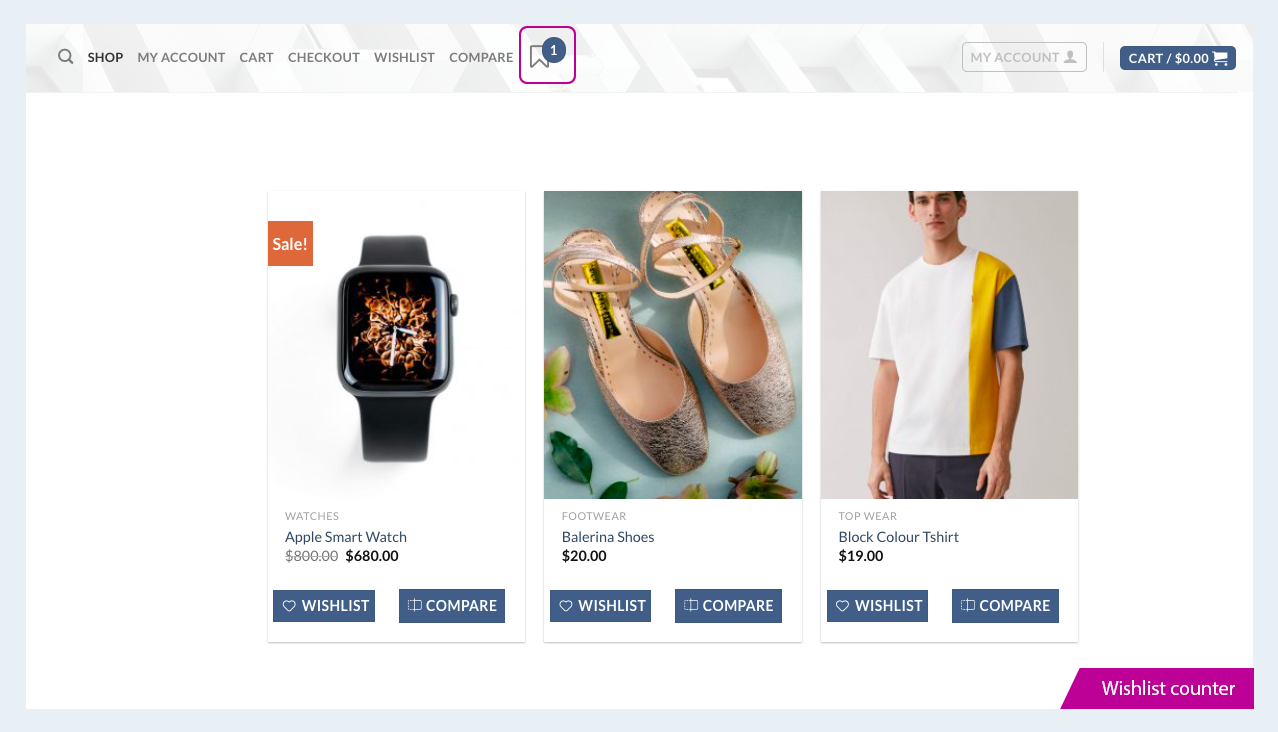 SHOP MY ACCOUNT CART CHECKOUT WISHLIST COMPARE 1 MY ACCOUNT CART / $0.00
Sale!
WATCHES
Apple Smart Watch
$800.00 $680.00
WISHLIST COMPARE
FOOTWEAR
Balerina Shoes
$20.00
WISHLIST COMPARE
TOP WEAR
Block Colour Tshirt
$19.00
WISHLIST COMPARE
Wishlist counter